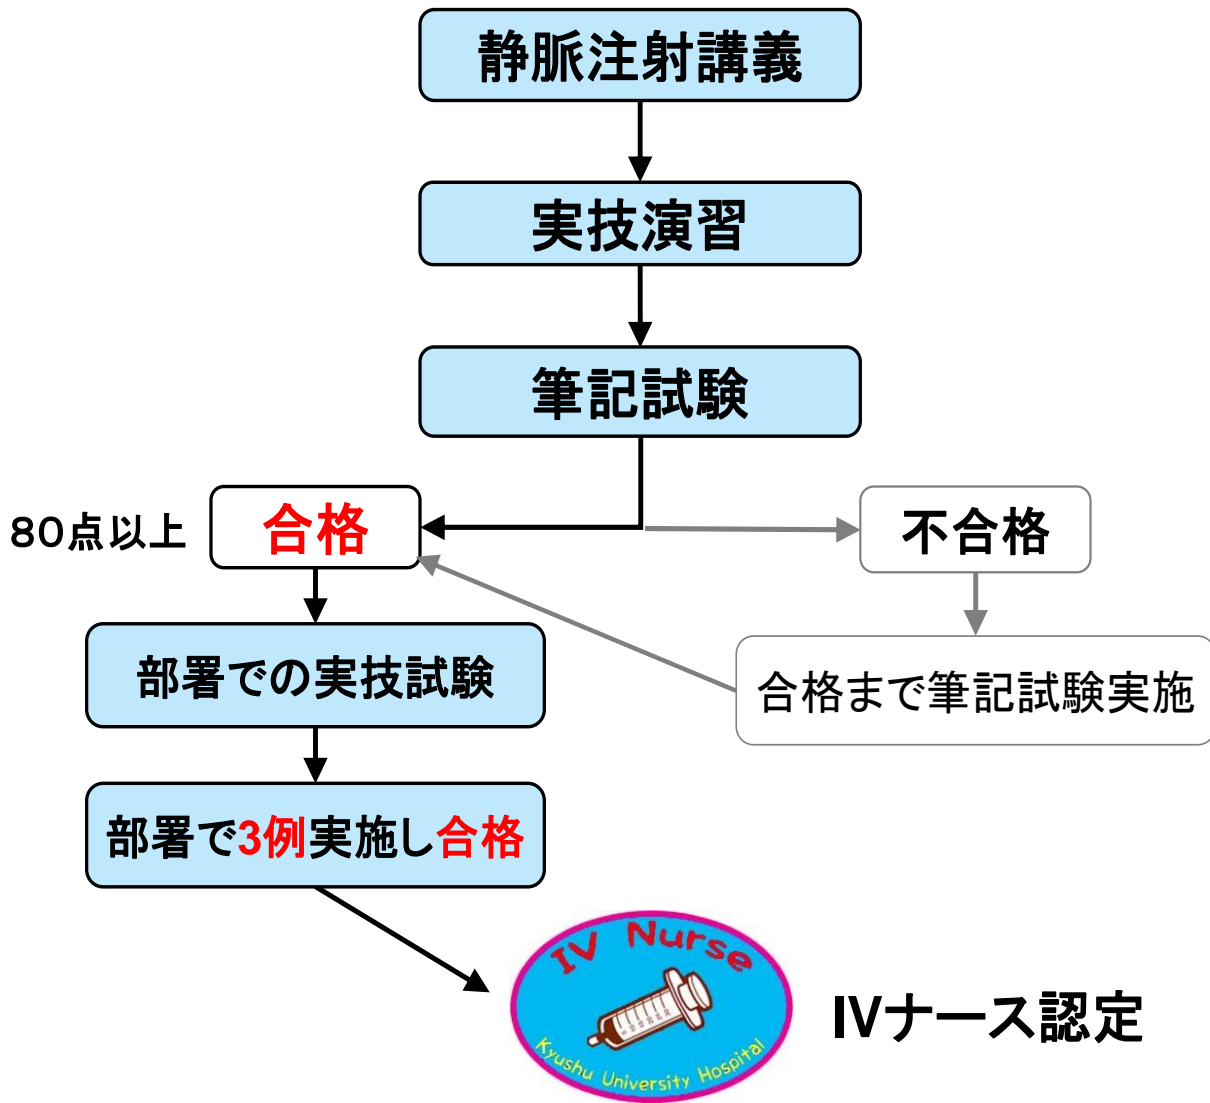 静脈注射講義
実技演習
筆記試験
80点以上
合格
不合格
部署での実技試験
合格まで筆記試験実施
部署で3例実施し合格
IV Nurse
Kyushu University Hospital
IVナース認定